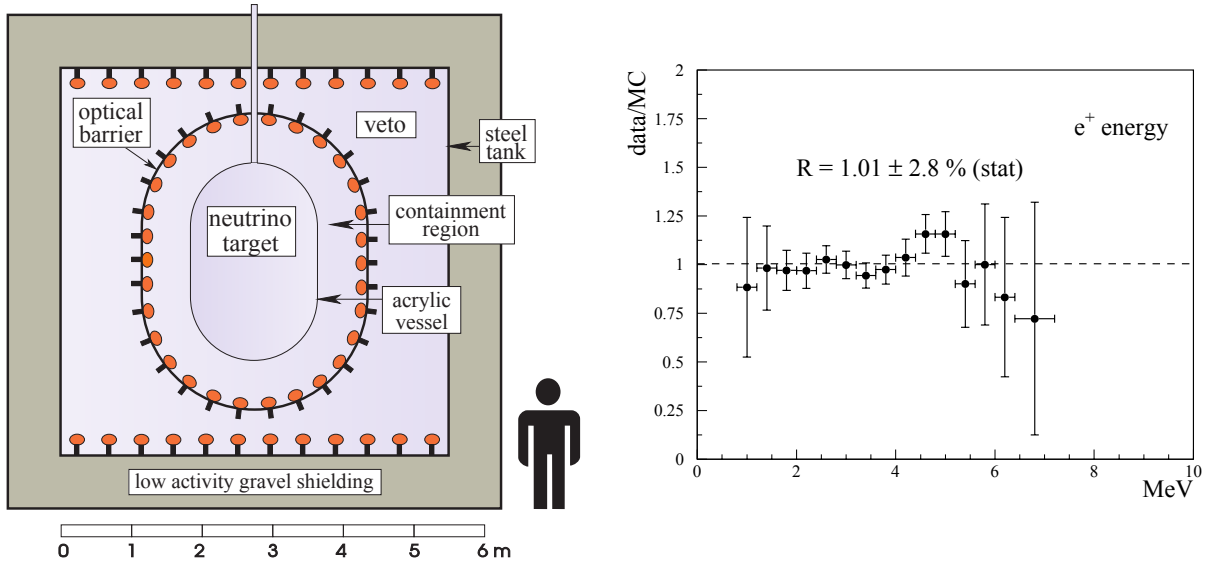 optical
barrier
veto
steel
tank
neutrino
target
containment
region
acrylic
vessel
low activity gravel shielding
0 1 2 3 4 5 6 m
data/MC
2
1.75
1.5
1.25
1
0.75
0.5
0.25
0
e⁺ energy
R = 1.01 ± 2.8 % (stat)
0 2 4 6 8 10
MeV